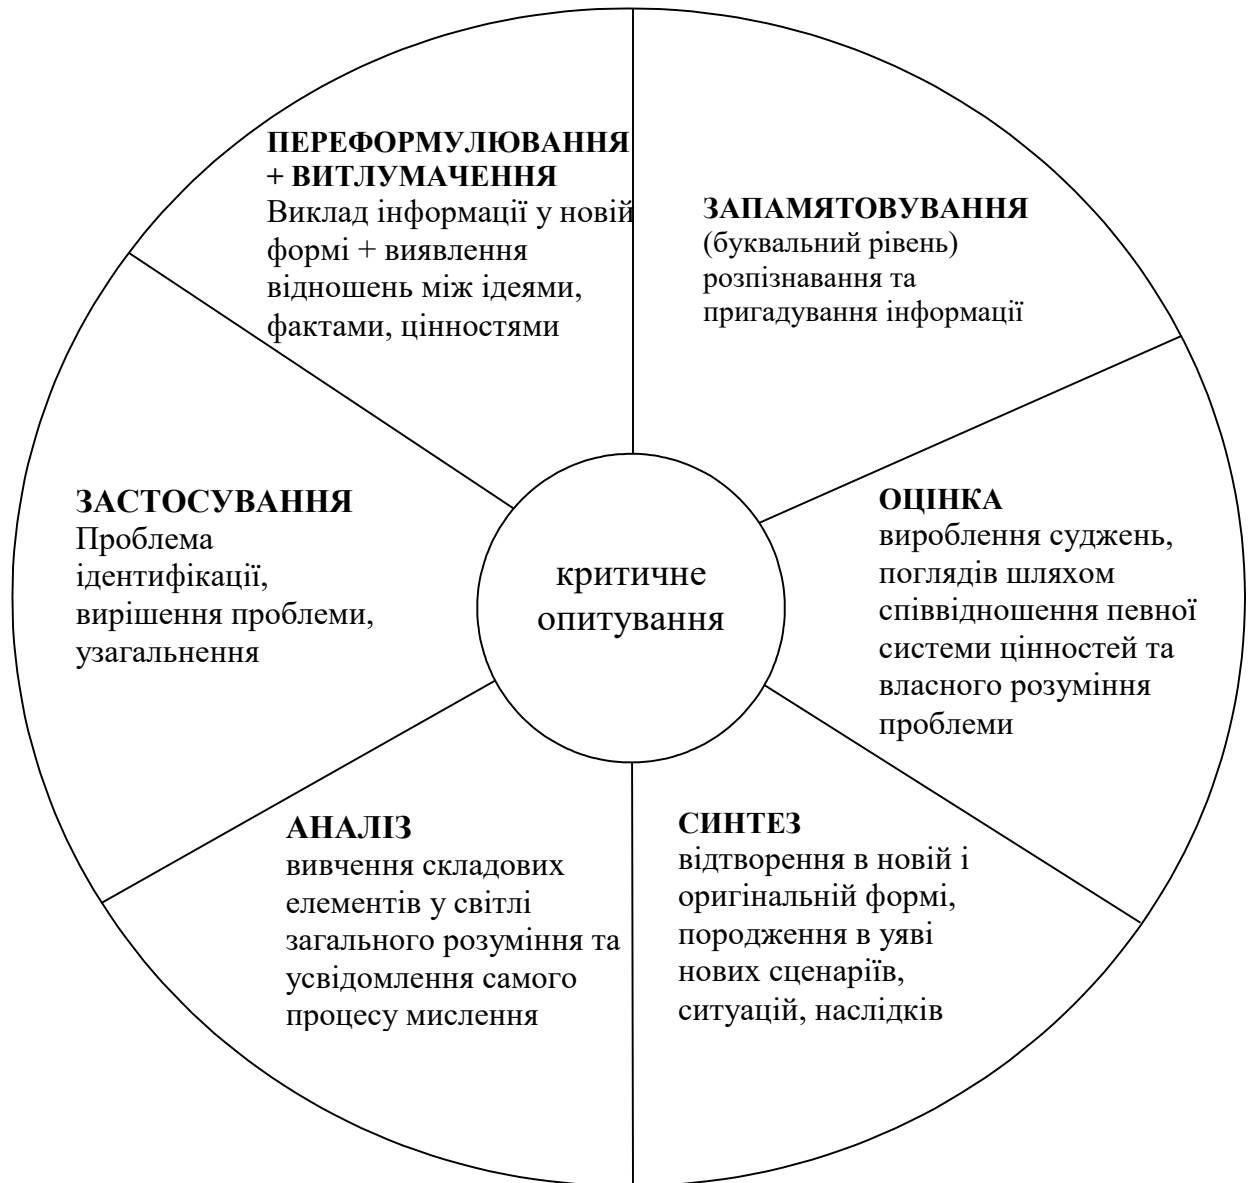 ПЕРЕФОРМУЛЮВАННЯ
+ ВИТЛУМАЧЕННЯ
Виклад інформації у новій
формі + виявлення
відношень між ідеями,
фактами, цінностями
ЗАПАМЯТОВУВАННЯ
(буквальний рівень)
розпізнавання та
пригадування інформації
ЗАСТОСУВАННЯ
Проблема
ідентифікації,
вирішення проблеми,
узагальнення
критичне
опитування
ОЦІНКА
вироблення суджень,
поглядів шляхом
співвідношення певної
системи цінностей та
власного розуміння
проблеми
АНАЛІЗ
вивчення складових
елементів у світлі
загального розуміння та
усвідомлення самого
процесу мислення
СИНТЕЗ
відтворення в новій і
оригінальній формі,
породження в уяві
нових сценаріїв,
ситуацій, наслідків